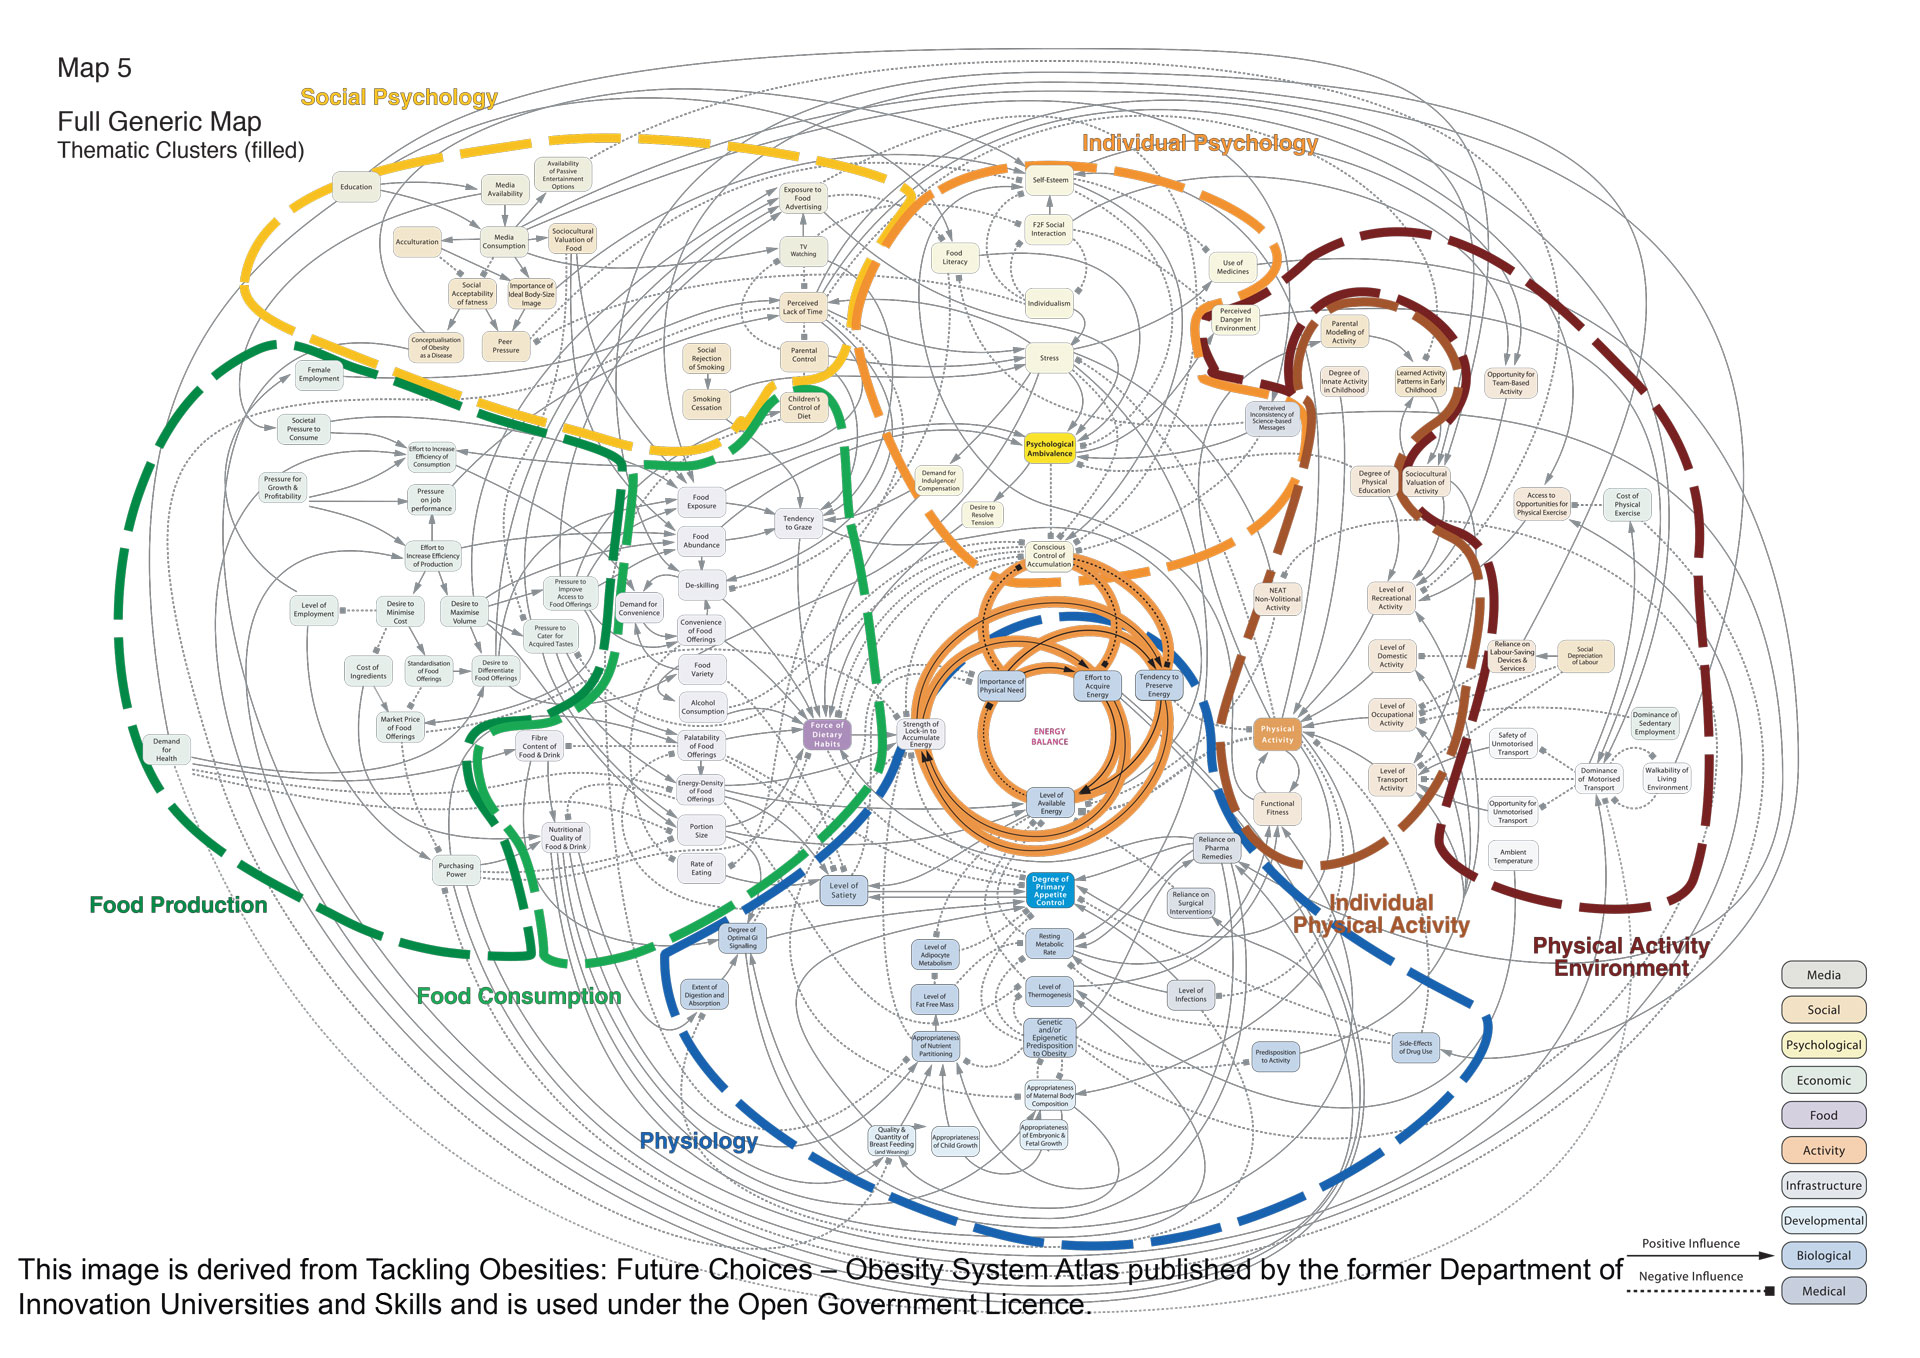 Map 5
Full Generic Map
Thematic Clusters (filled)
Social Psychology
Individual Psychology
Education
Media
Availability
Availability
of Passive
Entertainment
Options
Acculturation
Media
Consumption
Sociocultural
Valuation of
Food
Social
Acceptability
of fatness
Importance of
Ideal Body-Size
Image
Conceptualisation
of Obesity
as a Disease
Peer
Pressure
Exposure to
Food
Advertising
TV
Watching
Perceived
Lack of Time
Parental
Control
Social
Rejection
of Smoking
Smoking
Cessation
Children's
Control of
Diet
Self-Esteem
F2F Social
Interaction
Food
Literacy
Individualism
Stress
Use of
Medicines
Perceived
Danger In
Environment
Perceived
Inconsistency of
Science-based
Messages
Psychological
Ambivalence
Demand for
Indulgence/
Compensation
Desire to
Resolve
Tension
Conscious
Control of
Accumulation
Parental
Modelling of
Activity
Degree of
Innate Activity
in Childhood
Learned Activity
Patterns in Early
Childhood
Opportunity for
Team-Based
Activity
Degree of
Physical
Education
Sociocultural
Valuation of
Activity
Access to
Opportunities for
Physical Exercise
Cost of
Physical
Exercise
Female
Employment
Societal
Pressure to
Consume
Effort to Increase
Efficiency of
Consumption
Pressure for
Growth &
Profitability
Pressure
on job
performance
Effort to
Increase Efficiency
of Production
Level of
Employment
Desire to
Minimise
Cost
Desire to
Maximise
Volume
Pressure to
Improve
Access to
Food Offerings
Pressure to
Cater for
Acquired Tastes
Cost of
Ingredients
Standardisation
of Food
Offerings
Desire to
Differentiate
Food Offerings
Market Price
of Food
Offerings
Demand
for
Health
Purchasing
Power
Food
Exposure
Food
Abundance
De-skilling
Demand for
Convenience
Convenience
of Food
Offerings
Food
Variety
Alcohol
Consumption
Palatability
of Food
Offerings
Energy-Density
of Food
Offerings
Portion
Size
Rate of
Eating
Fibre
Content of
Food & Drink
Nutritional
Quality of
Food & Drink
Tendency
to Graze
Force of
Dietary
Habits
Strength of
Lock-in to
Accumulate
Energy
Importance of
Physical Need
Effort to
Acquire
Energy
Tendency to
Preserve
Energy
ENERGY
BALANCE
Level of
Available
Energy
NEAT
Non-Volitional
Activity
Level of
Recreational
Activity
Level of
Domestic
Activity
Reliance on
Labour-Saving
Devices &
Services
Social
Depreciation
of Labour
Level of
Occupational
Activity
Physical
Activity
Level of
Transport
Activity
Functional
Fitness
Dominance of
Sedentary
Employment
Safety of
Unmotorised
Transport
Dominance
of Motorised
Transport
Walkability of
Living
Environment
Opportunity for
Unmotorised
Transport
Ambient
Temperature
Reliance on
Pharma
Remedies
Reliance on
Surgical
Interventions
Level of
Satiety
Degree of
Primary
Appetite
Control
Degree of
Optimal GI
Signalling
Extent of
Digestion and
Absorption
Level of
Adipocyte
Metabolism
Resting
Metabolic
Rate
Level of
Fat Free Mass
Level of
Thermogenesis
Level of
Infections
Appropriateness
of Nutrient
Partitioning
Genetic
and/or
Epigenetic
Predisposition
to Obesity
Predisposition
to Activity
Side-Effects
of Drug Use
Appropriateness
of Maternal Body
Composition
Quality &
Quantity of
Breast Feeding
(and Weaning)
Appropriateness
of Child Growth
Appropriateness
of Embryonic &
Fetal Growth
Food Production
Food Consumption
Physiology
Individual
Physical Activity
Physical Activity
Environment
Media
Social
Psychological
Economic
Food
Activity
Infrastructure
Developmental
Biological
Medical
Positive Influence
Negative Influence
This image is derived from Tackling Obesities: Future Choices – Obesity System Atlas published by the former Department of
Innovation Universities and Skills and is used under the Open Government Licence.